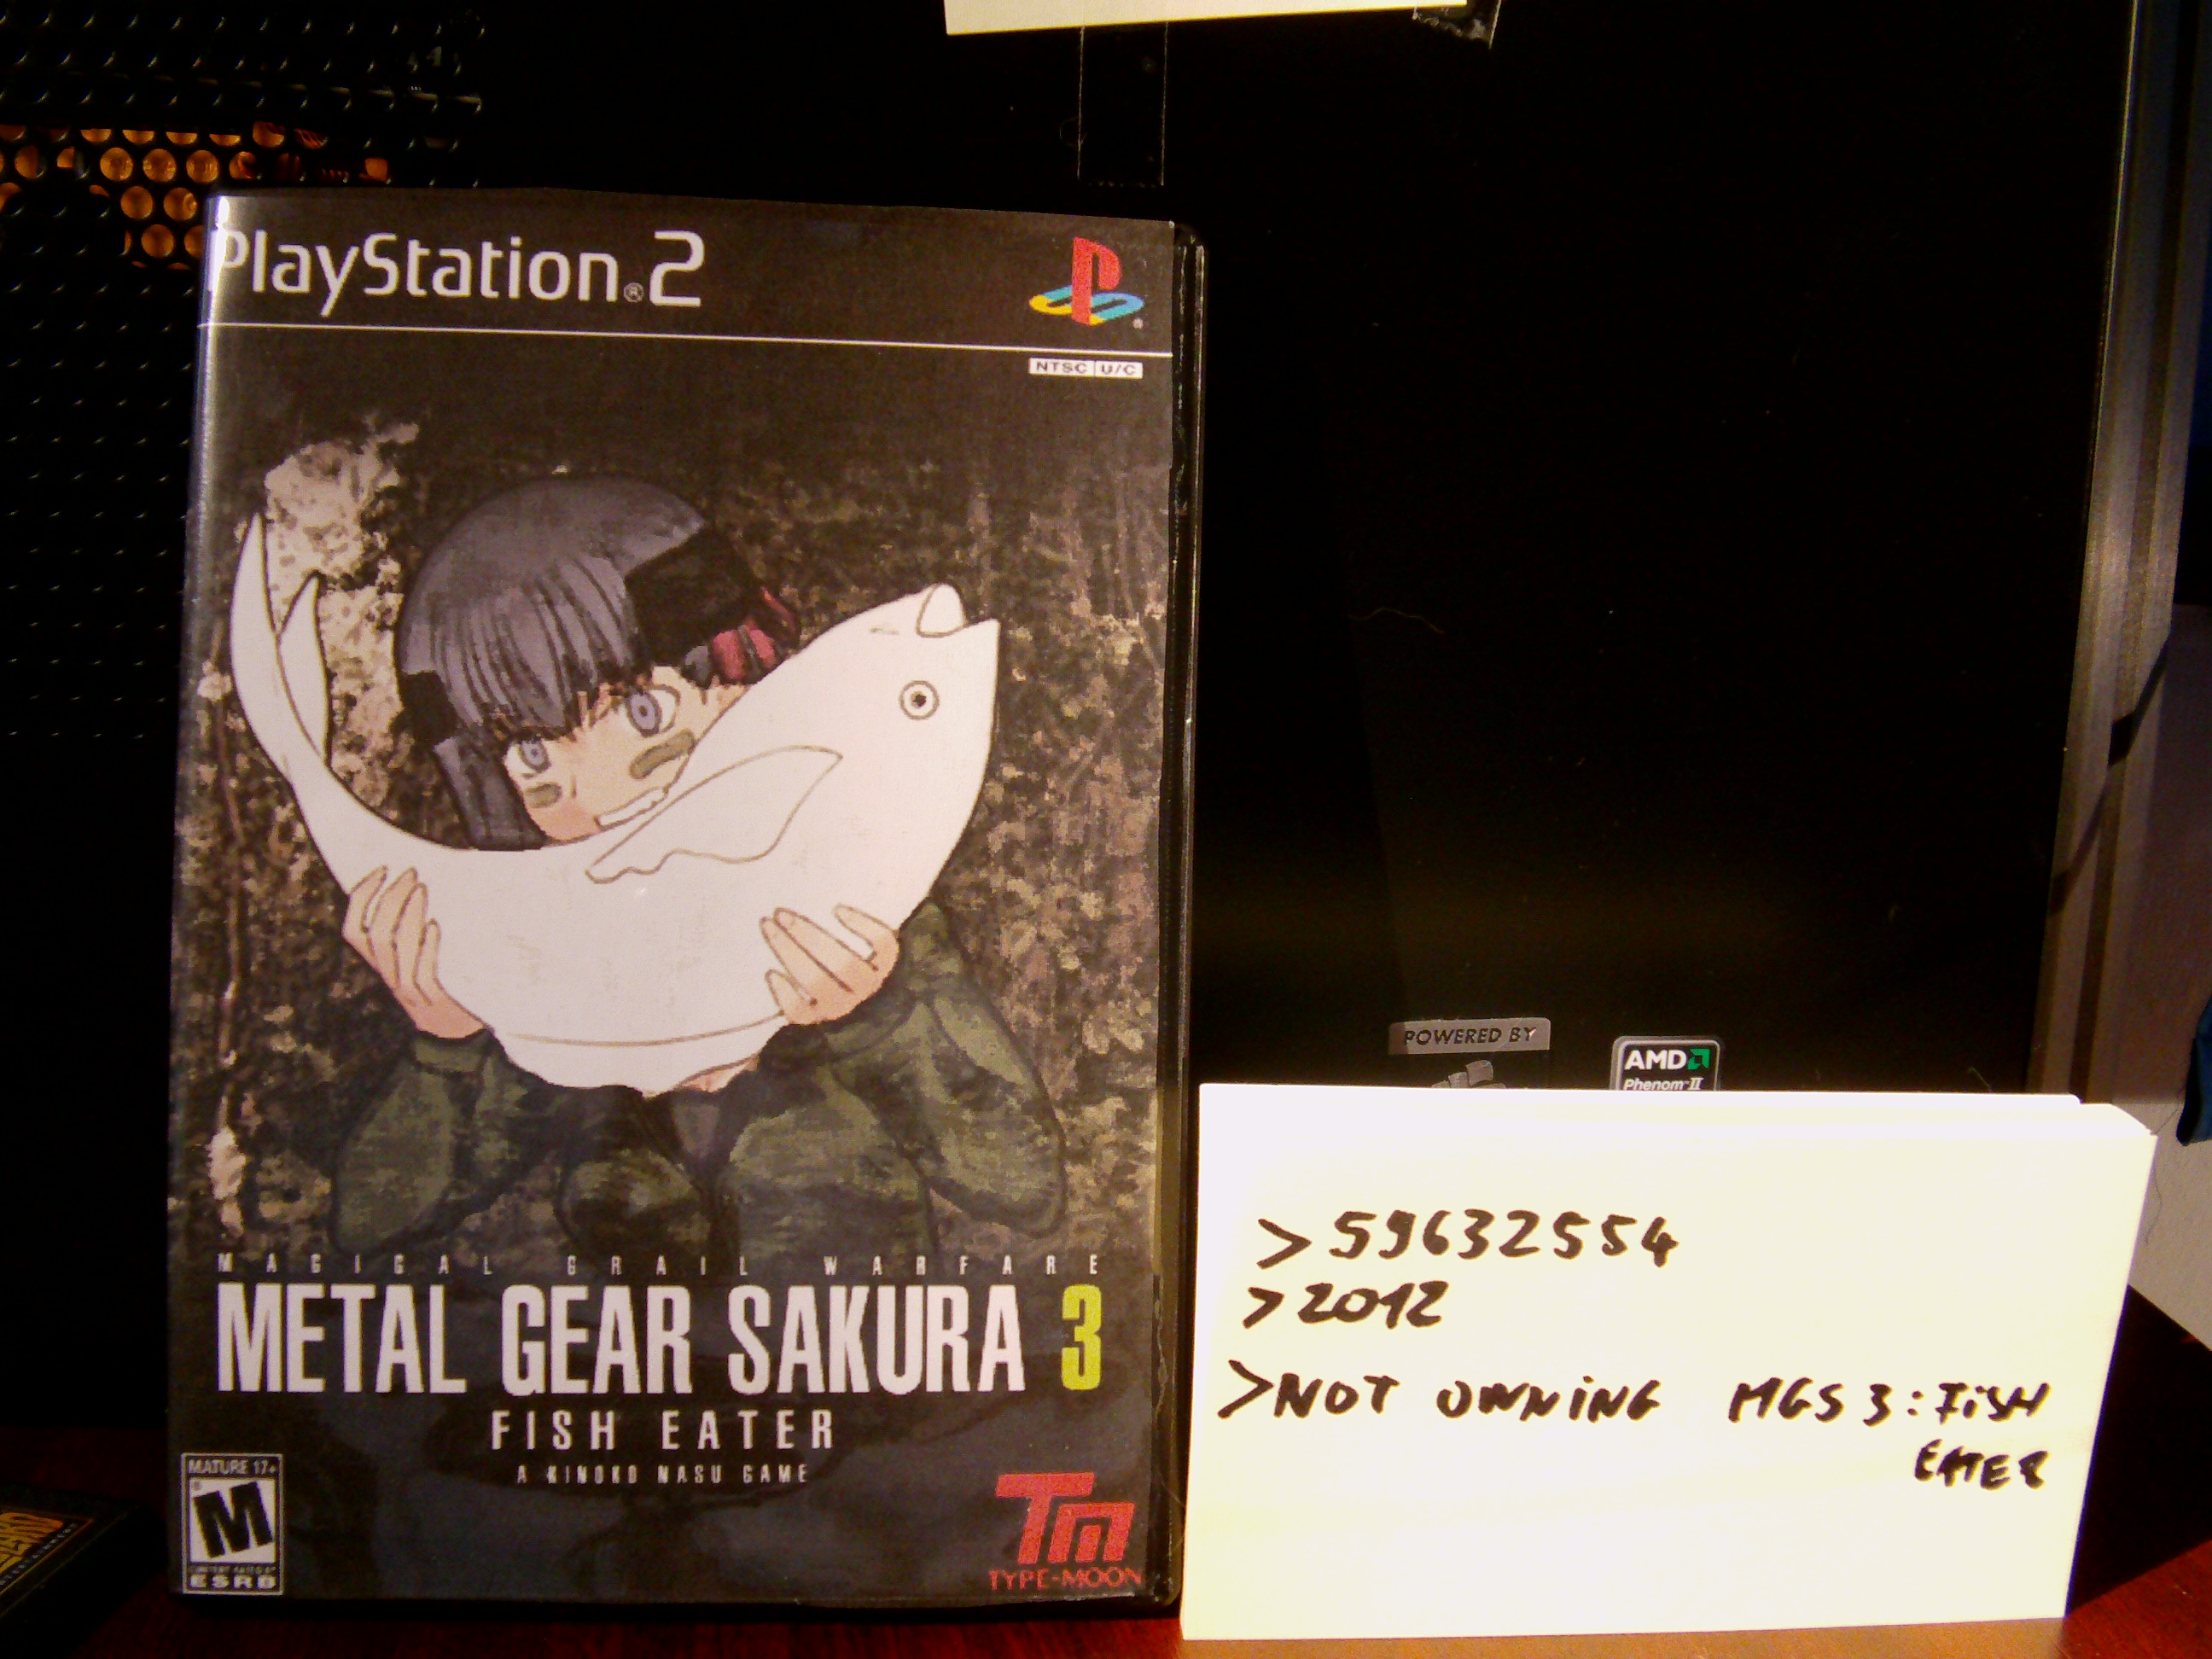 PlayStation®2
NTSC U/C
MAGICAL GRAIL WARFARE
METAL GEAR SAKURA 3
FISH EATER
A KINOKO NASU GAME
MATURE 17+
M
ESRB
TM
TYPE-MOON
POWERED BY
AMD
Phenom II
>59632554
>2012
>NOT OWNING MGS 3: FiSH
EATER